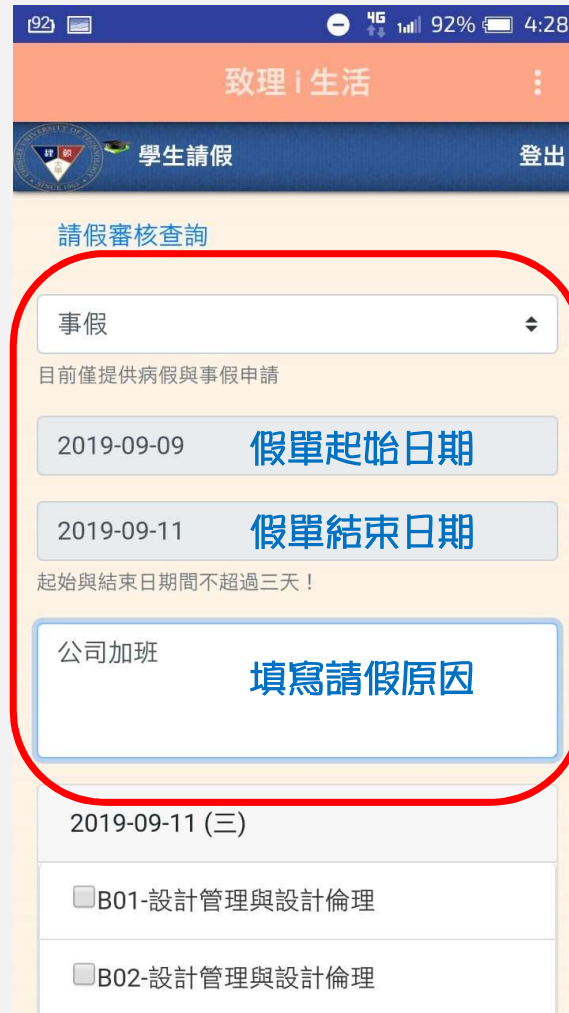 92
4G 92% 4:28
致理 i 生活
學生請假 登出
請假審核查詢
事假
目前僅提供病假與事假申請
2019-09-09 假單起始日期
2019-09-11 假單結束日期
起始與結束日期間不超過三天！
公司加班
填寫請假原因
2019-09-11 (三)
B01-設計管理與設計倫理
B02-設計管理與設計倫理